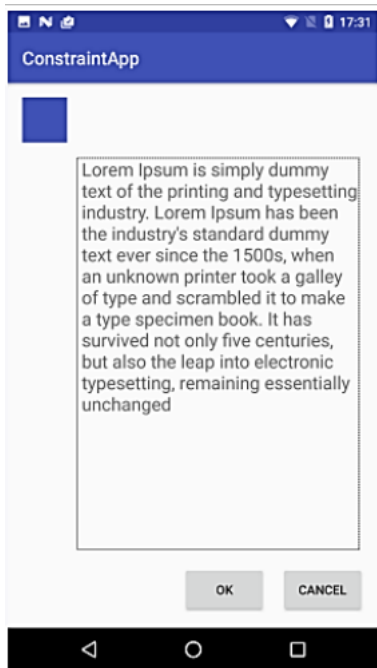 17:31
ConstraintApp
Lorem Ipsum is simply dummy
text of the printing and typesetting
industry. Lorem Ipsum has been
the industry's standard dummy
text ever since the 1500s, when
an unknown printer took a galley
of type and scrambled it to make
a type specimen book. It has
survived not only five centuries,
but also the leap into electronic
typesetting, remaining essentially
unchanged
OK CANCEL